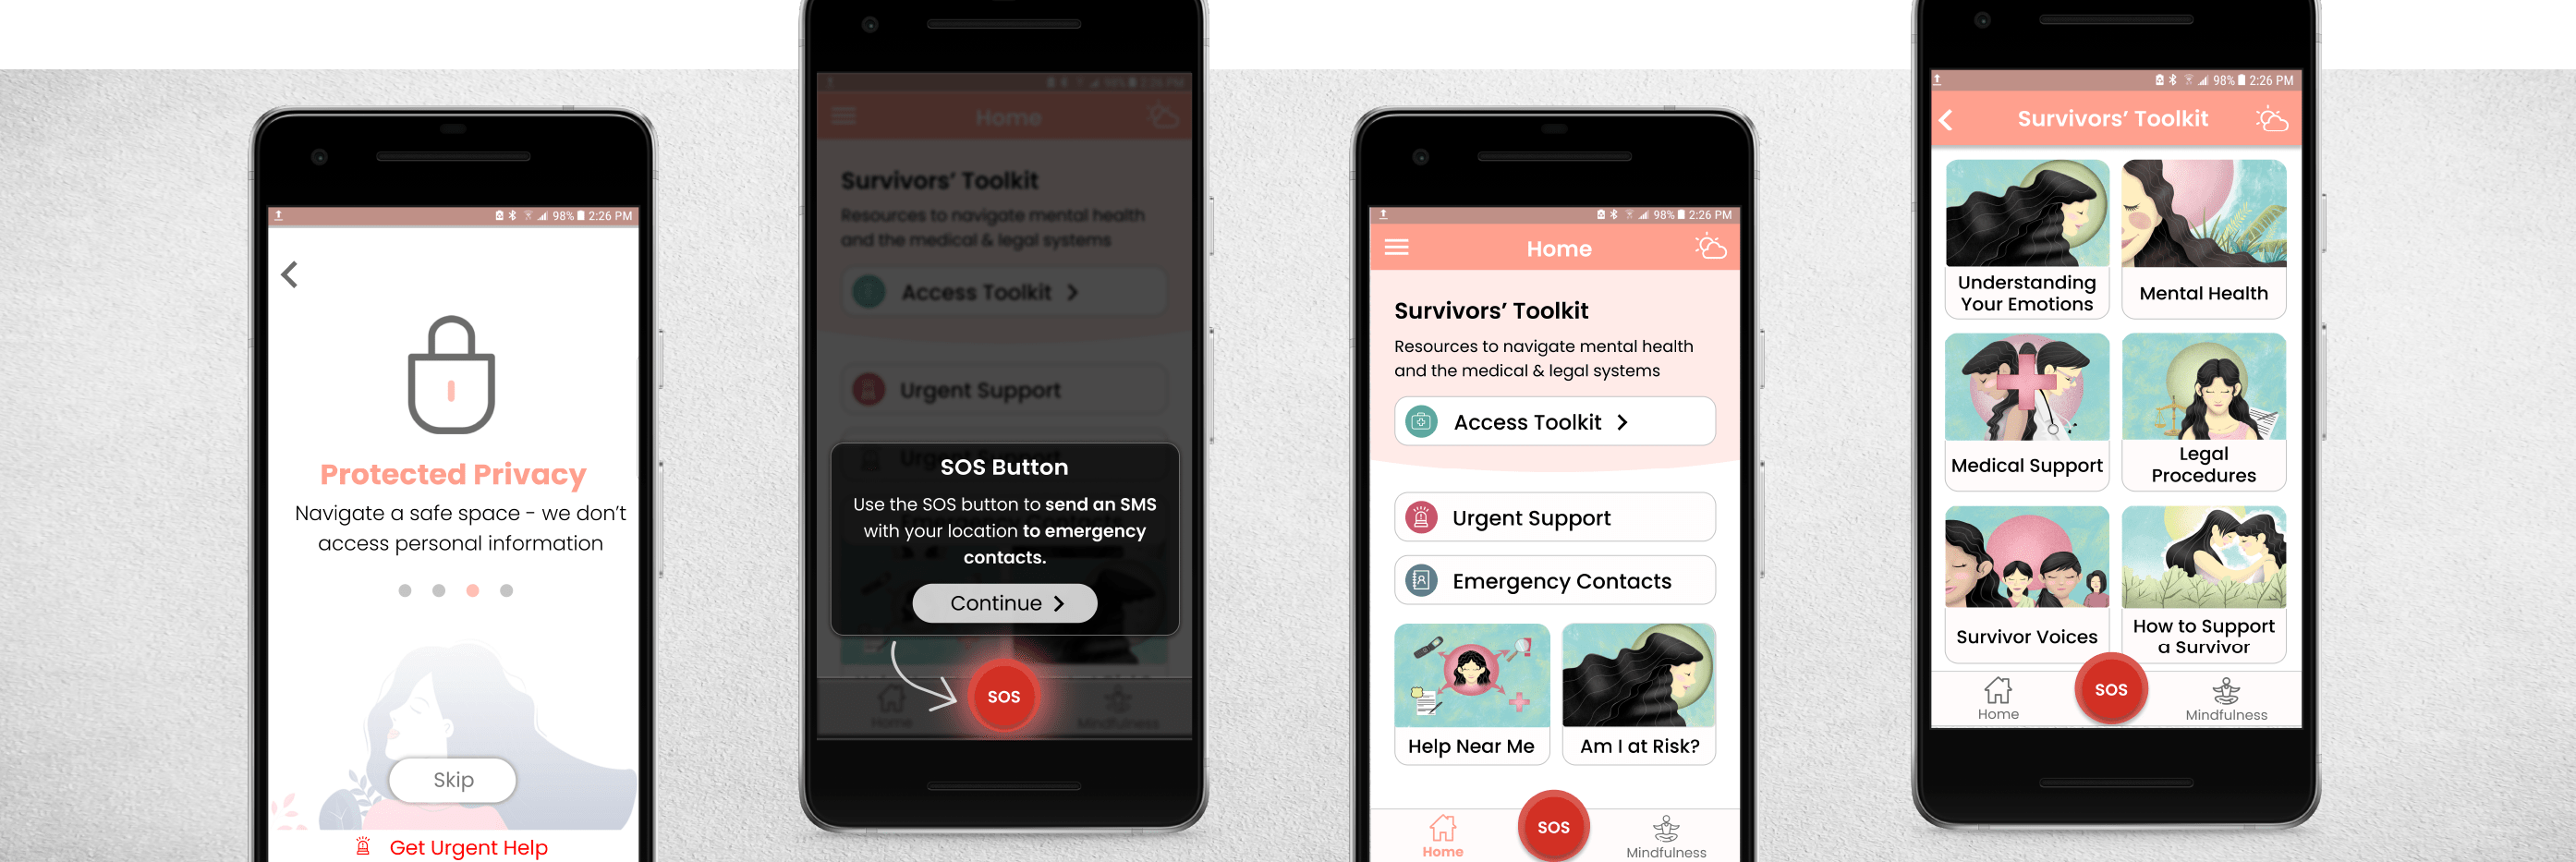 98% 2:26 PM
Protected Privacy
Navigate a safe space - we don't
access personal information
Skip
Get Urgent Help
98% 2:26 PM
Home
Survivors' Toolkit
Resources to navigate mental health
and the medical & legal systems
Access Toolkit
Urgent Support
SOS Button
Use the SOS button to send an SMS
with your location to emergency
contacts.
Continue
SOS
Home
Mindfulness
98% 2:26 PM
Home
Survivors' Toolkit
Resources to navigate mental health
and the medical & legal systems
Access Toolkit
Urgent Support
Emergency Contacts
Help Near Me
Am I at Risk?
Home
SOS
Mindfulness
98% 2:26 PM
Survivors' Toolkit
Understanding
Your Emotions
Mental Health
Medical Support
Legal
Procedures
Survivor Voices
How to Support
a Survivor
Home
SOS
Mindfulness